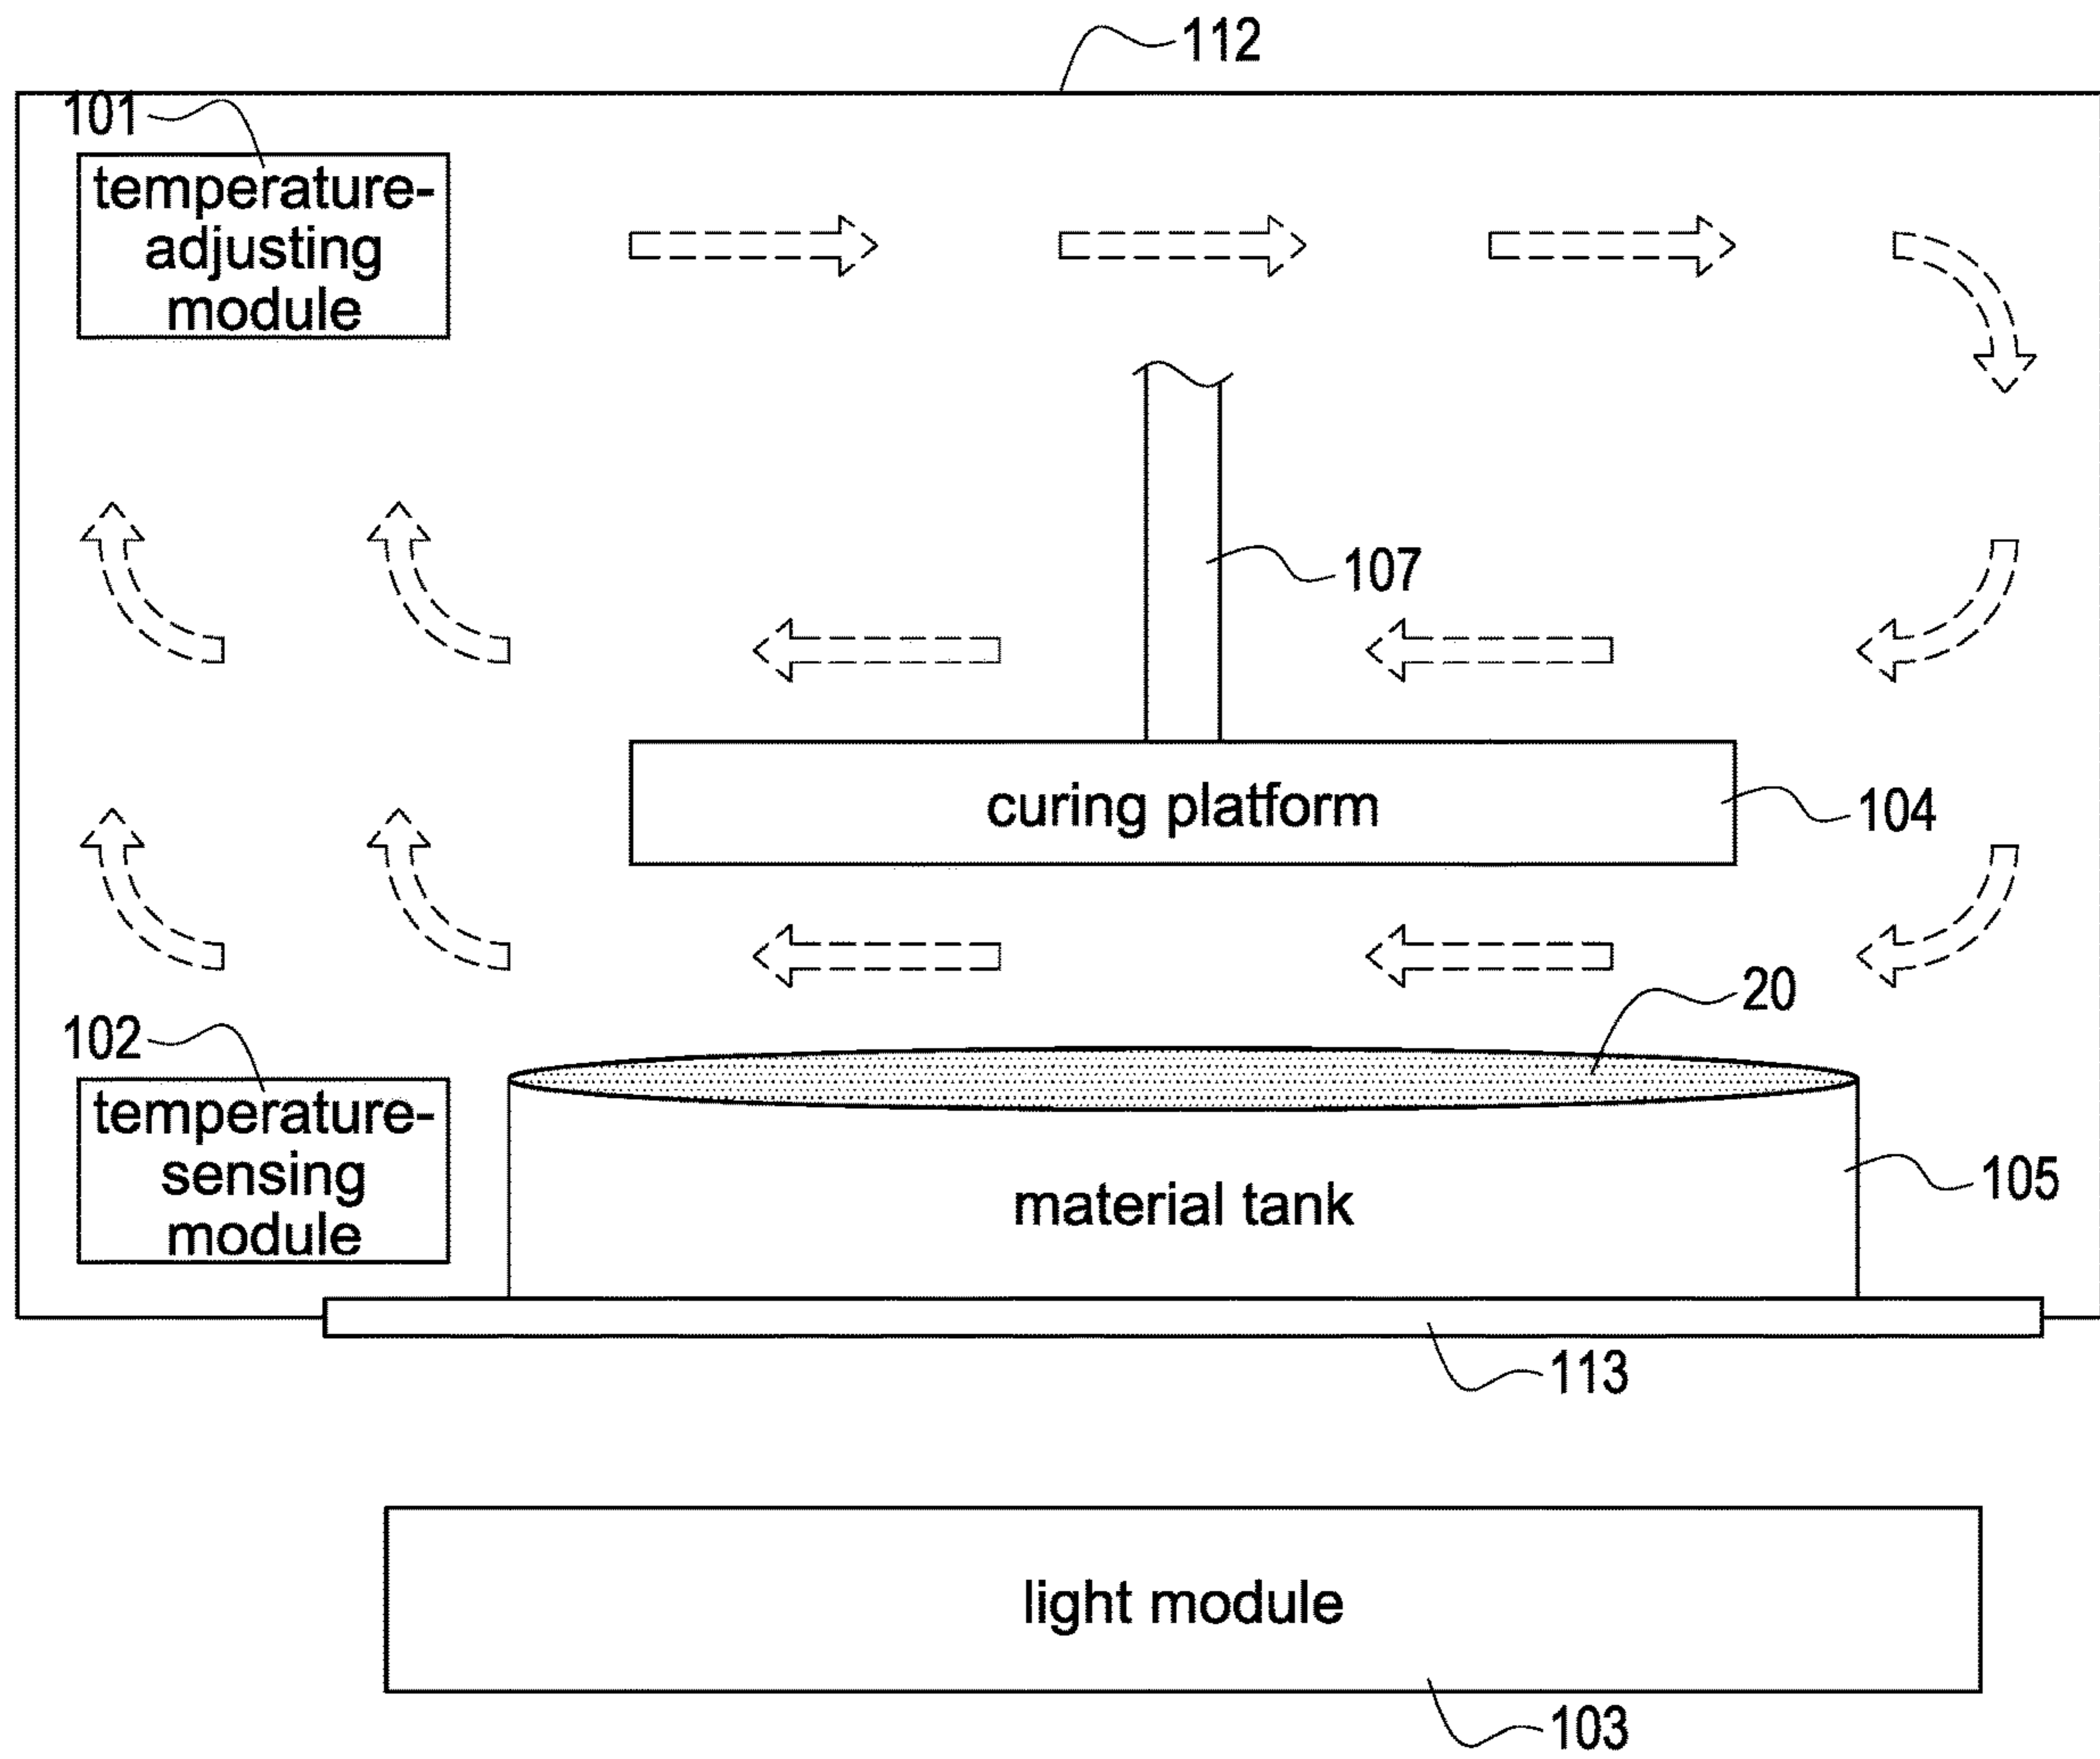 112
101
temperature-
adjusting
module
107
curing platform
104
20
102
temperature-
sensing
module
material tank
105
113
light module
103